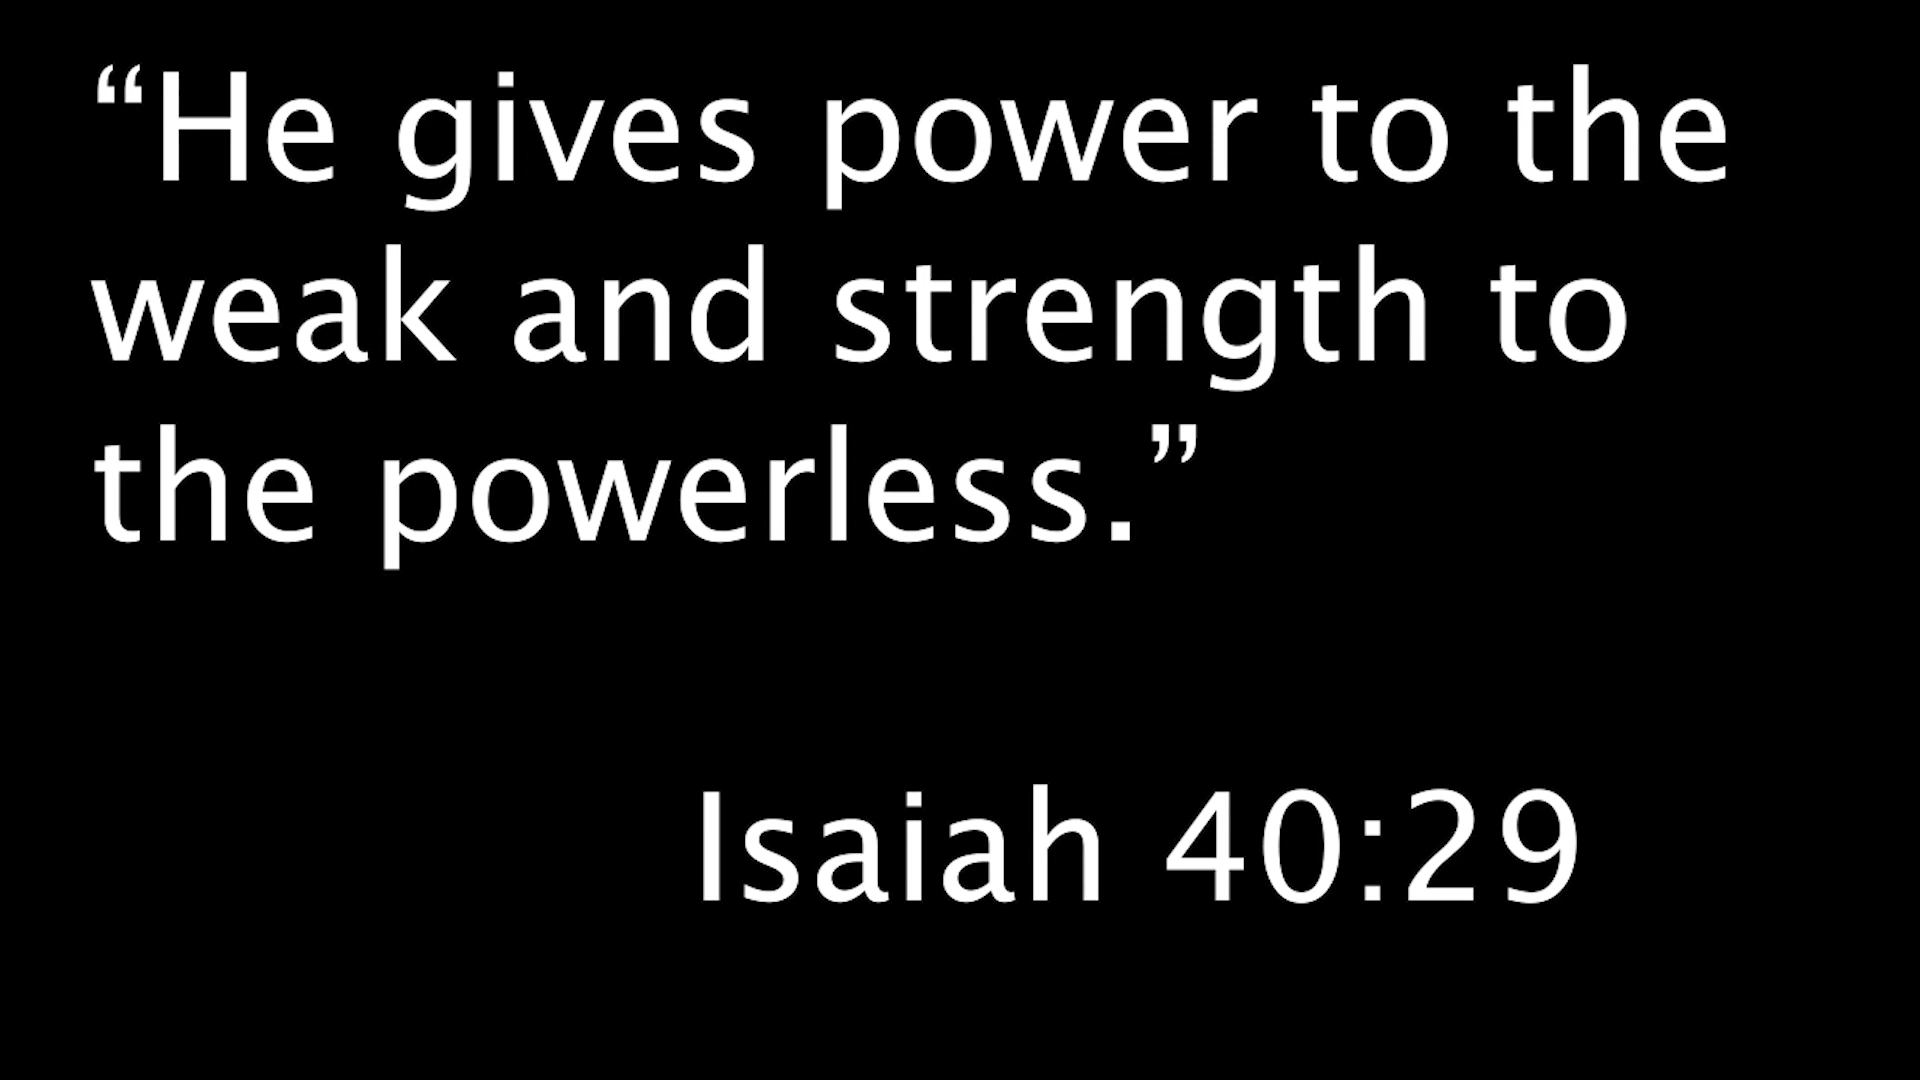 “He gives power to the
weak and strength to
the powerless.”
Isaiah 40:29